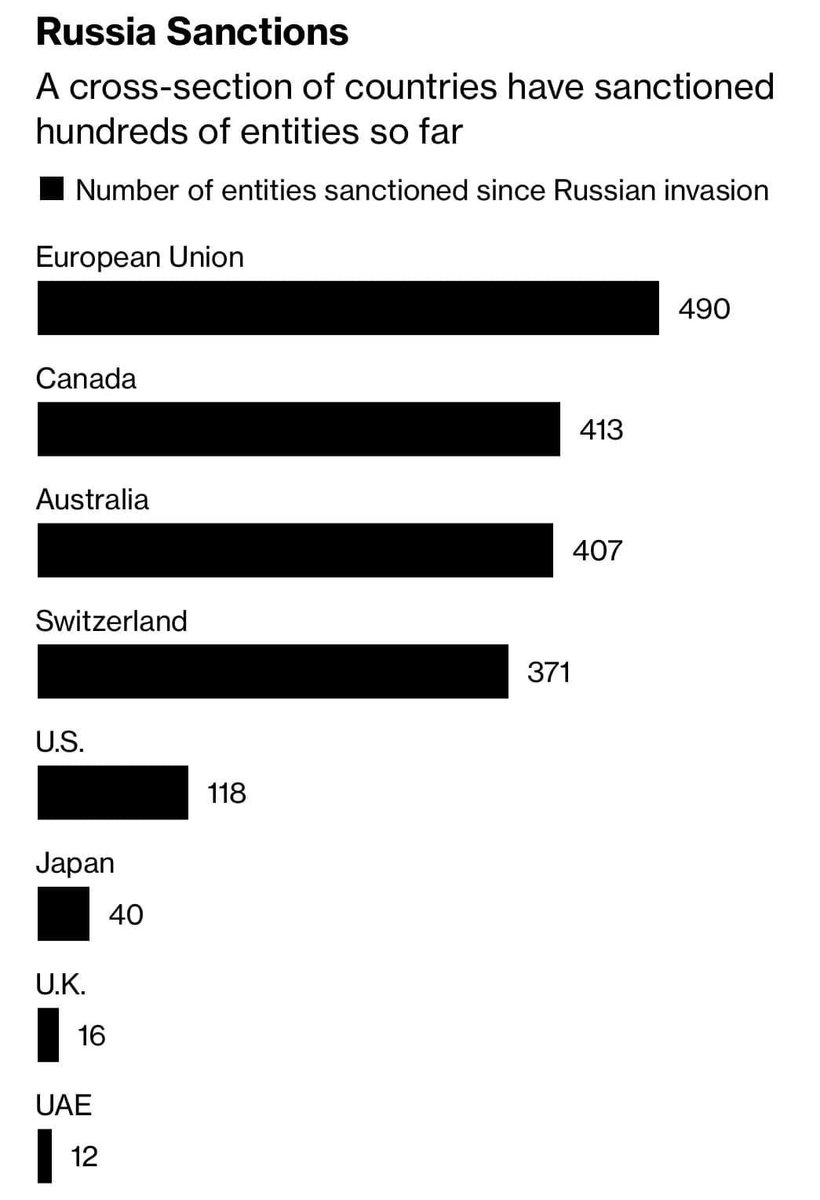 Russia Sanctions
A cross-section of countries have sanctioned
hundreds of entities so far
Number of entities sanctioned since Russian invasion
European Union
490
Canada
413
Australia
407
Switzerland
371
U.S.
118
Japan
40
U.K.
16
UAE
12